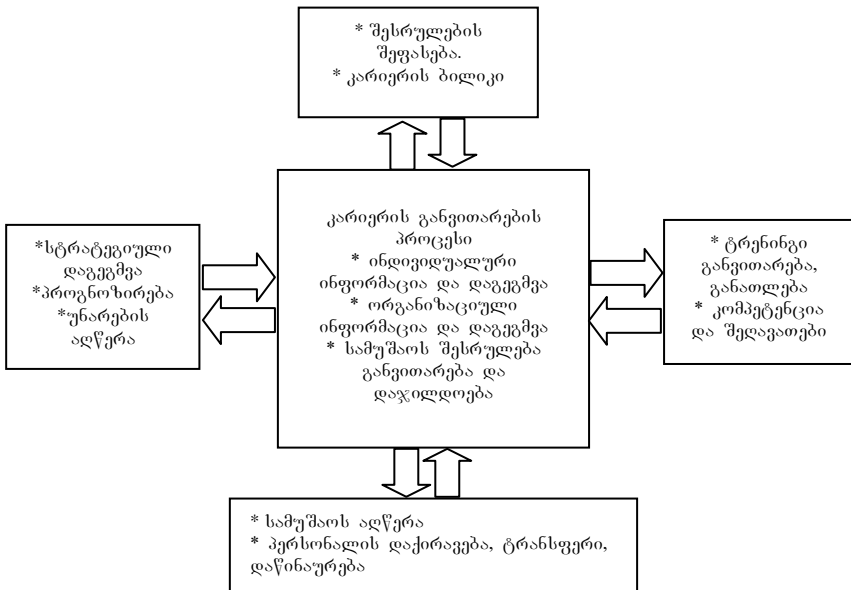 * შესრულების
შეფასება.
* კარიერის ბილიკი
*სტრატეგიული
დაგეგმვა
*პროგნოზირება
*უნარების
აღწერა
კარიერის განვითარების
პროცესი
* ინდივიდუალური
ინფორმაცია და დაგეგმვა
* ორგანიზაციული
ინფორმაცია და დაგეგმვა
* სამუშაოს შესრულება
განვითარება და
დაჯილდოება
* ტრენინგი
განვითარება,
განათლება
* კომპეტენცია
და შეღავათები
* სამუშაოს აღწერა
* პერსონალის დაქირავება, ტრანსფერი,
დაწინაურება